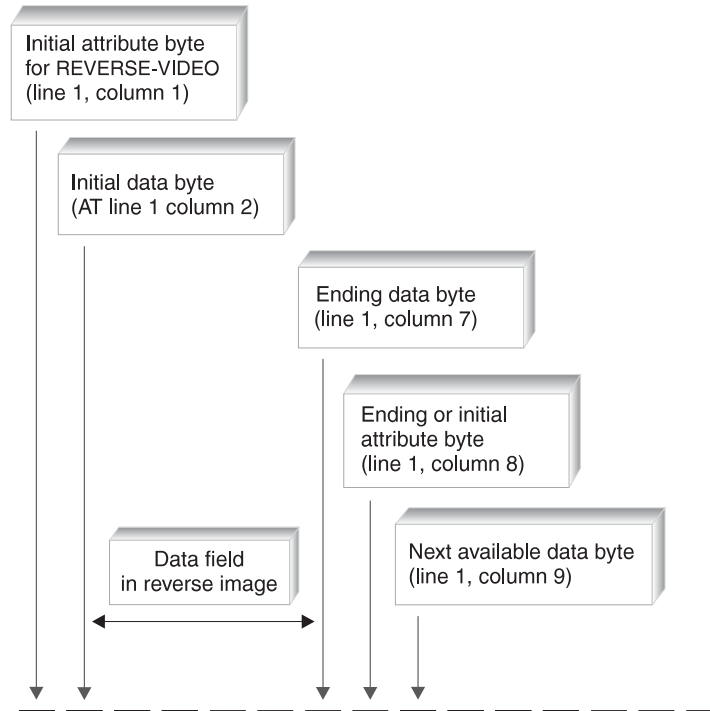 Initial attribute byte
for REVERSE-VIDEO
(line 1, column 1)
Initial data byte
(AT line 1 column 2)
Ending data byte
(line 1, column 7)
Ending or initial
attribute byte
(line 1, column 8)
Next available data byte
(line 1, column 9)
Data field
in reverse image